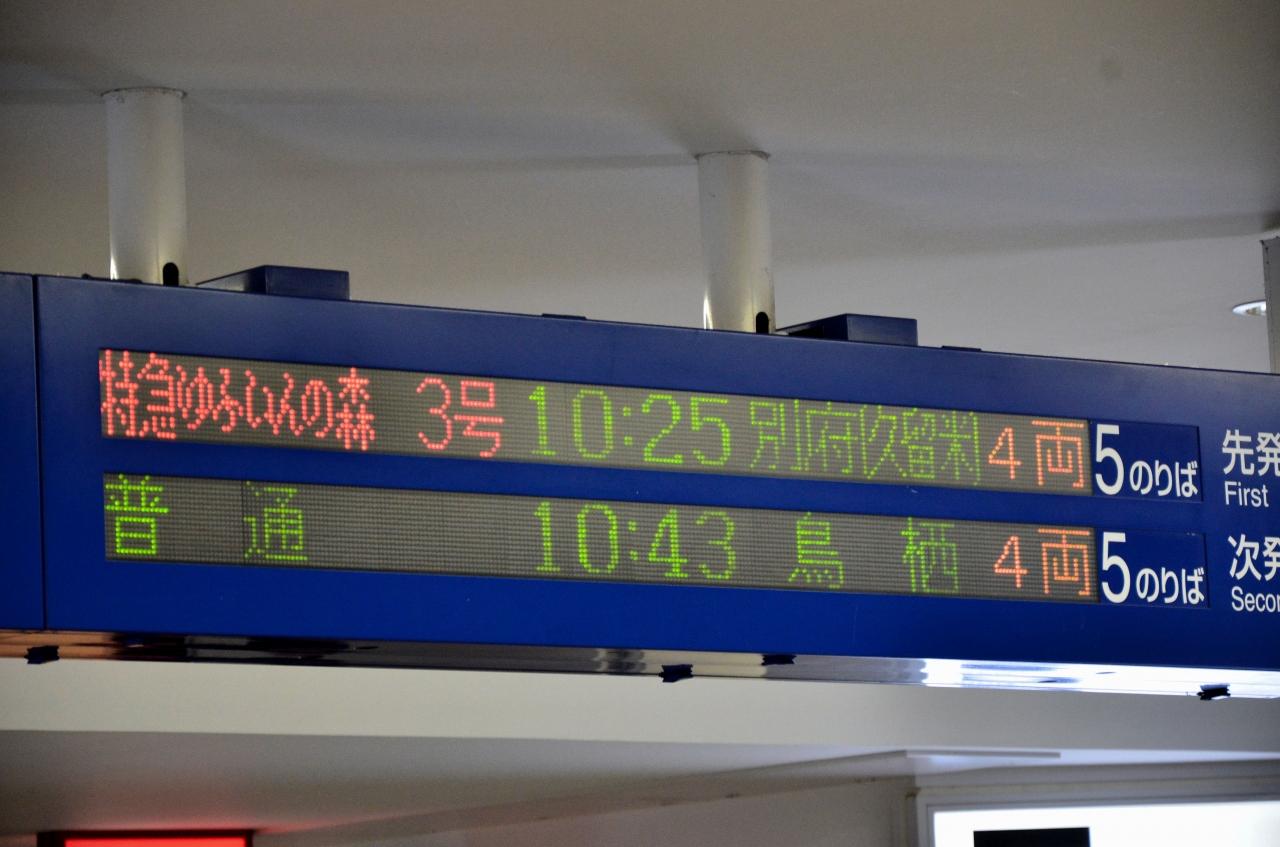 特急ゆふいんの森 3号 10:25 別府(久留米) 4両 5のりば 先発
First
普通 10:43 鳥栖 4両 5のりば 次発